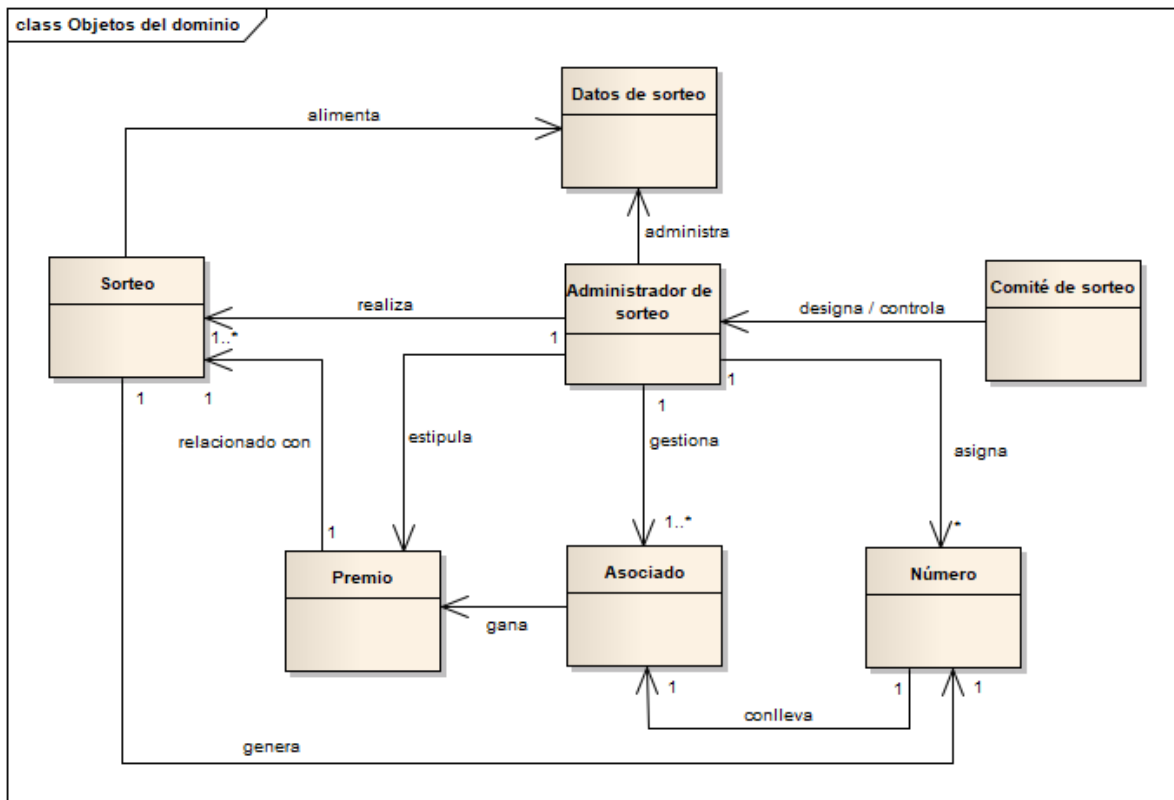 class Objetos del dominio
Datos de sorteo
alimenta
administra
Sorteo
Administrador de
sorteo
Comité de sorteo
realiza
designa / controla
1..*
1
1
1
1
1
relacionado con
estipula
gestiona
asigna
1
1..*
*
Premio
Asociado
Número
gana
1
1
1
conlleva
genera